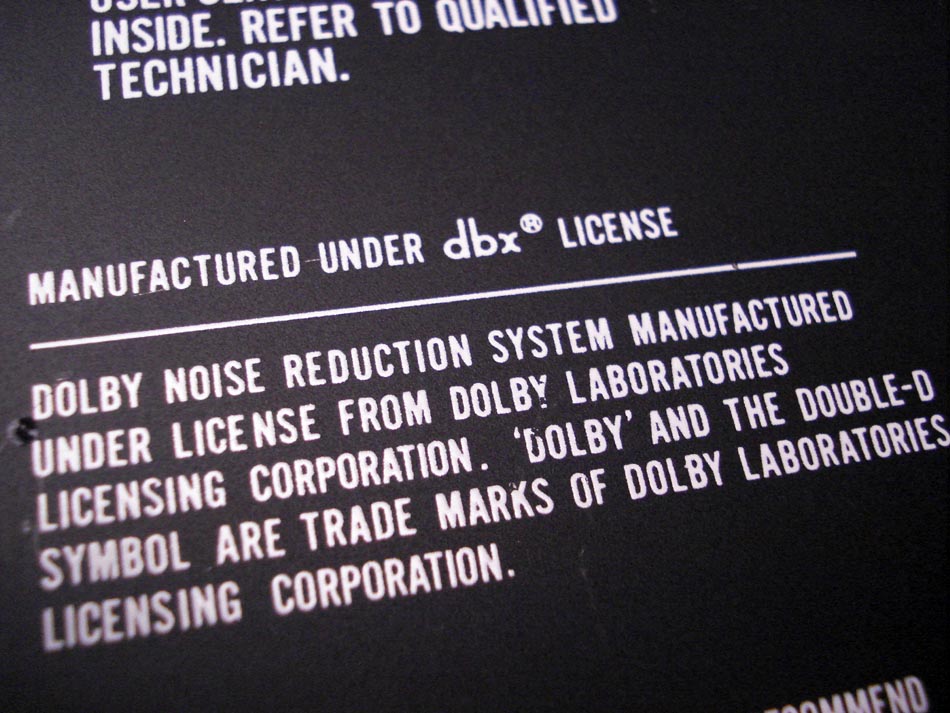 INSIDE. REFER TO QUALIFIED
TECHNICIAN.
MANUFACTURED UNDER dbx® LICENSE
DOLBY NOISE REDUCTION SYSTEM MANUFACTURED
UNDER LICENSE FROM DOLBY LABORATORIES
LICENSING CORPORATION. 'DOLBY' AND THE DOUBLE-D
SYMBOL ARE TRADE MARKS OF DOLBY LABORATORIES
LICENSING CORPORATION.